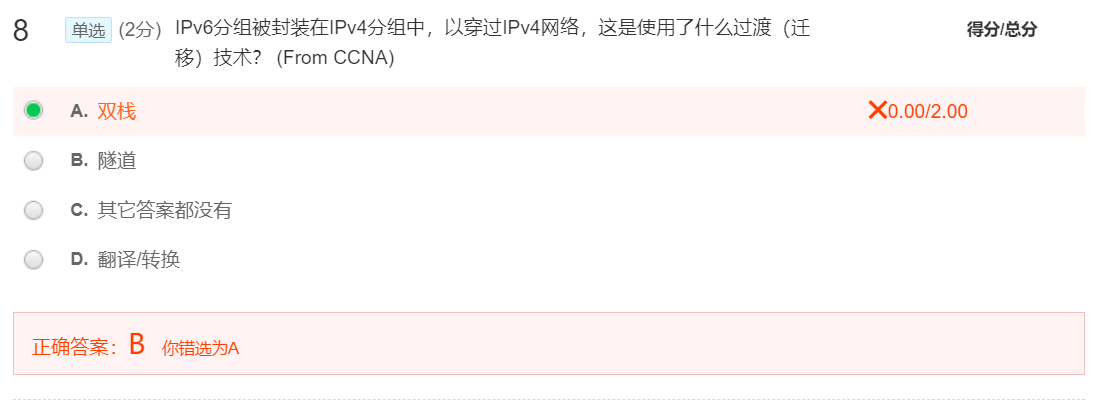 8 单选 (2分) IPv6分组被封装在IPv4分组中，以穿过IPv4网络，这是使用了什么过渡（迁 得分/总分
移）技术？ (From CCNA)
A. 双栈 ✕0.00/2.00
B. 隧道
C. 其它答案都没有
D. 翻译/转换
正确答案：B 你错选为A